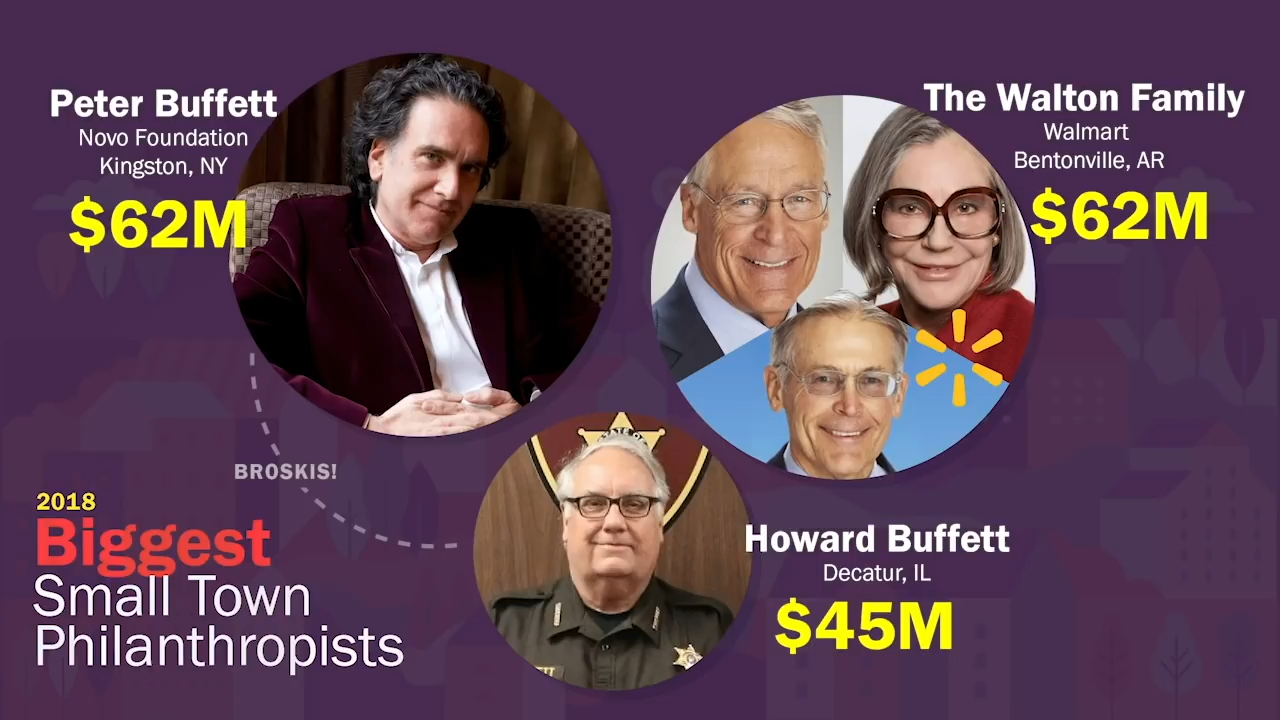 Peter Buffett
Novo Foundation
Kingston, NY
$62M
The Walton Family
Walmart
Bentonville, AR
$62M
BROSKIS!
2018
Biggest
Small Town
Philanthropists
Howard Buffett
Decatur, IL
$45M